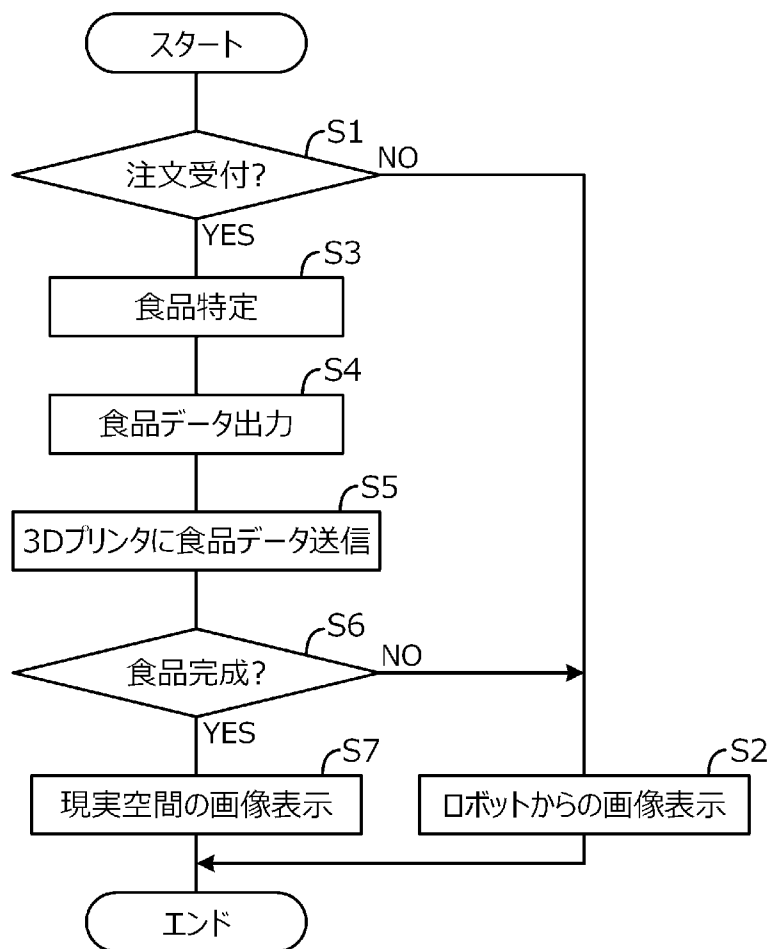 スタート
S1
注文受付?
NO
YES
S3
食品特定
S4
食品データ出力
S5
3Dプリンタに食品データ送信
S6
食品完成?
NO
YES
S7
現実空間の画像表示
S2
ロボットからの画像表示
エンド